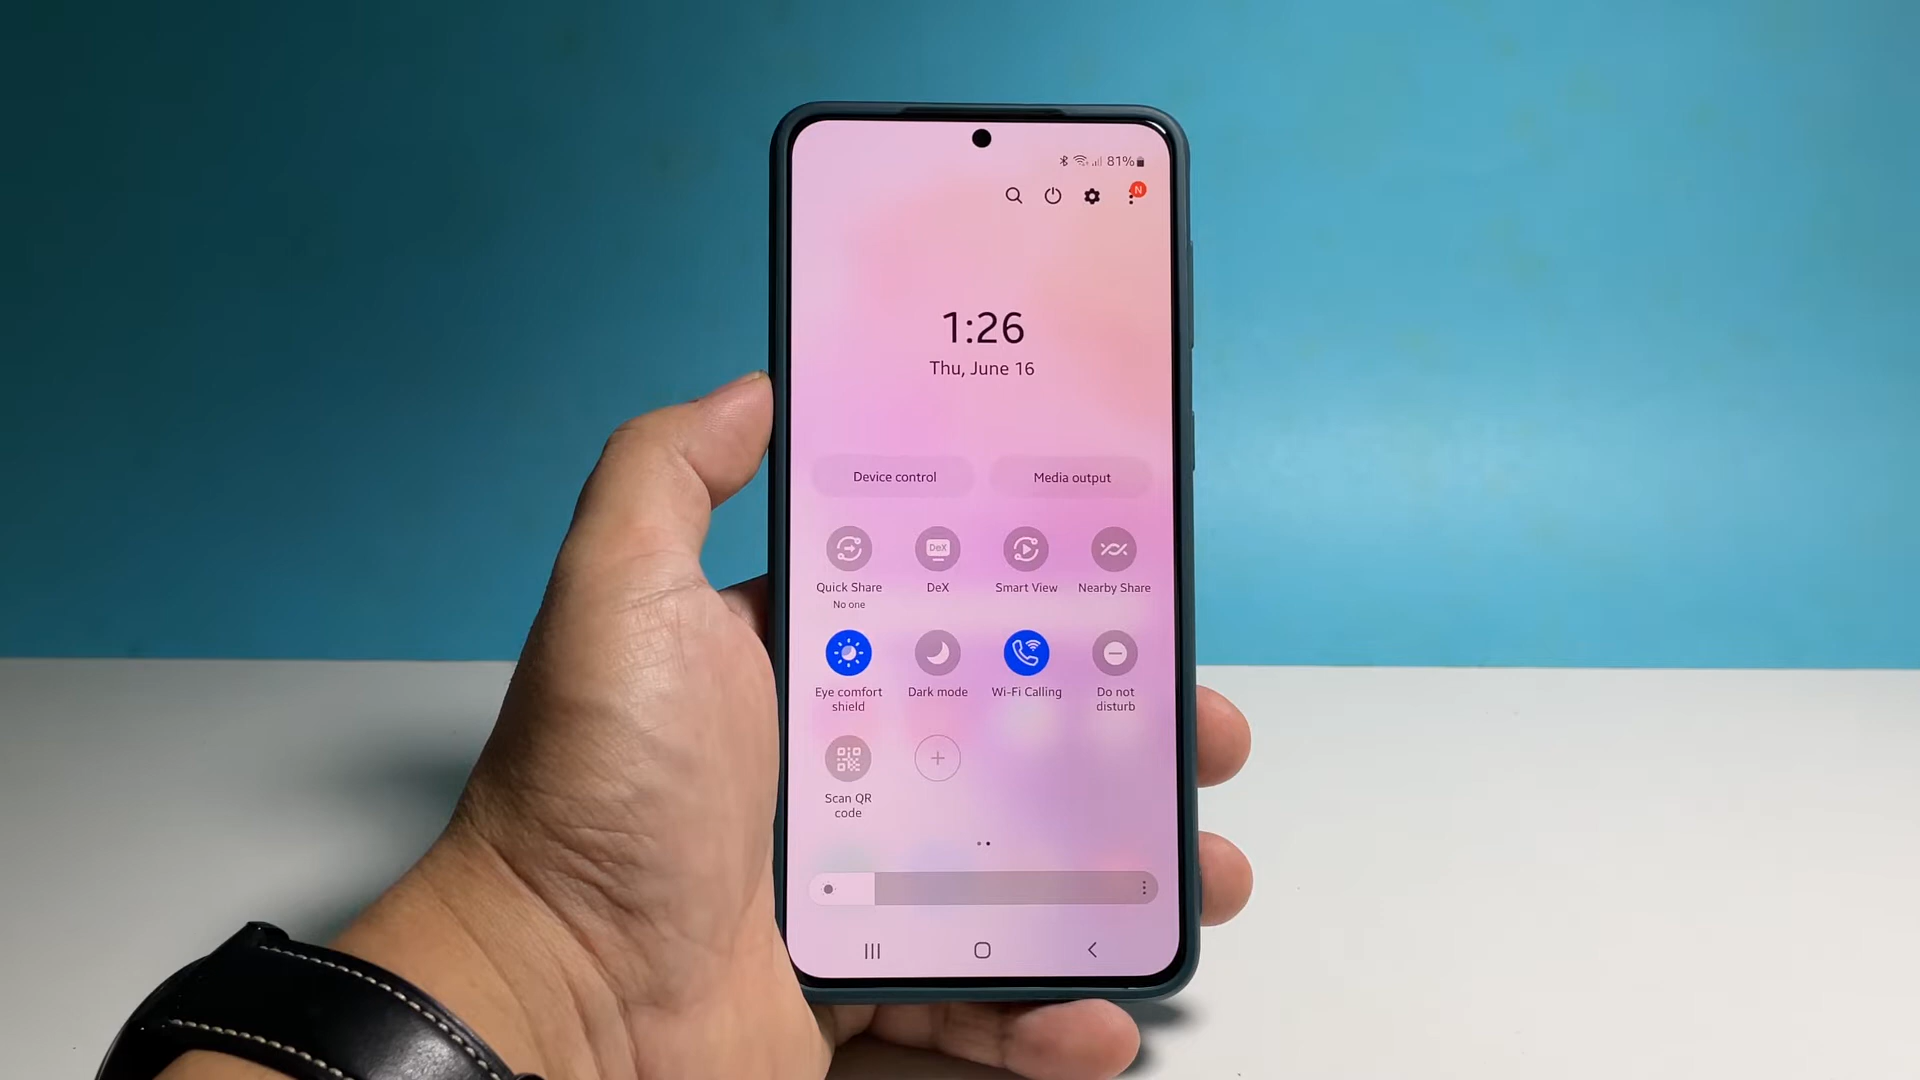 81%
N
1:26
Thu, June 16
Device control
Media output
DeX
Quick Share
DeX
Smart View
Nearby Share
No one
Eye comfort
shield
Dark mode
Wi-Fi Calling
Do not
disturb
Scan QR
code